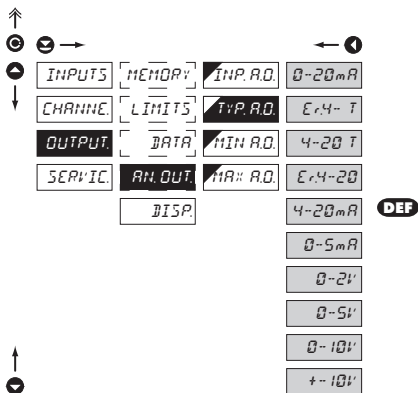 INPUTS MEMORY INP. A.O. 0-20mA
CHANNE. LIMITS TYP. A.O. Er.4- T
OUTPUT. DATA MIN A.O. 4-20 T
SERVIC. AN. OUT. MAX A.O. Er.4-20
DISP. 4-20mA DEF
0-5mA
0-2V
0-5V
0-10V
+-10V